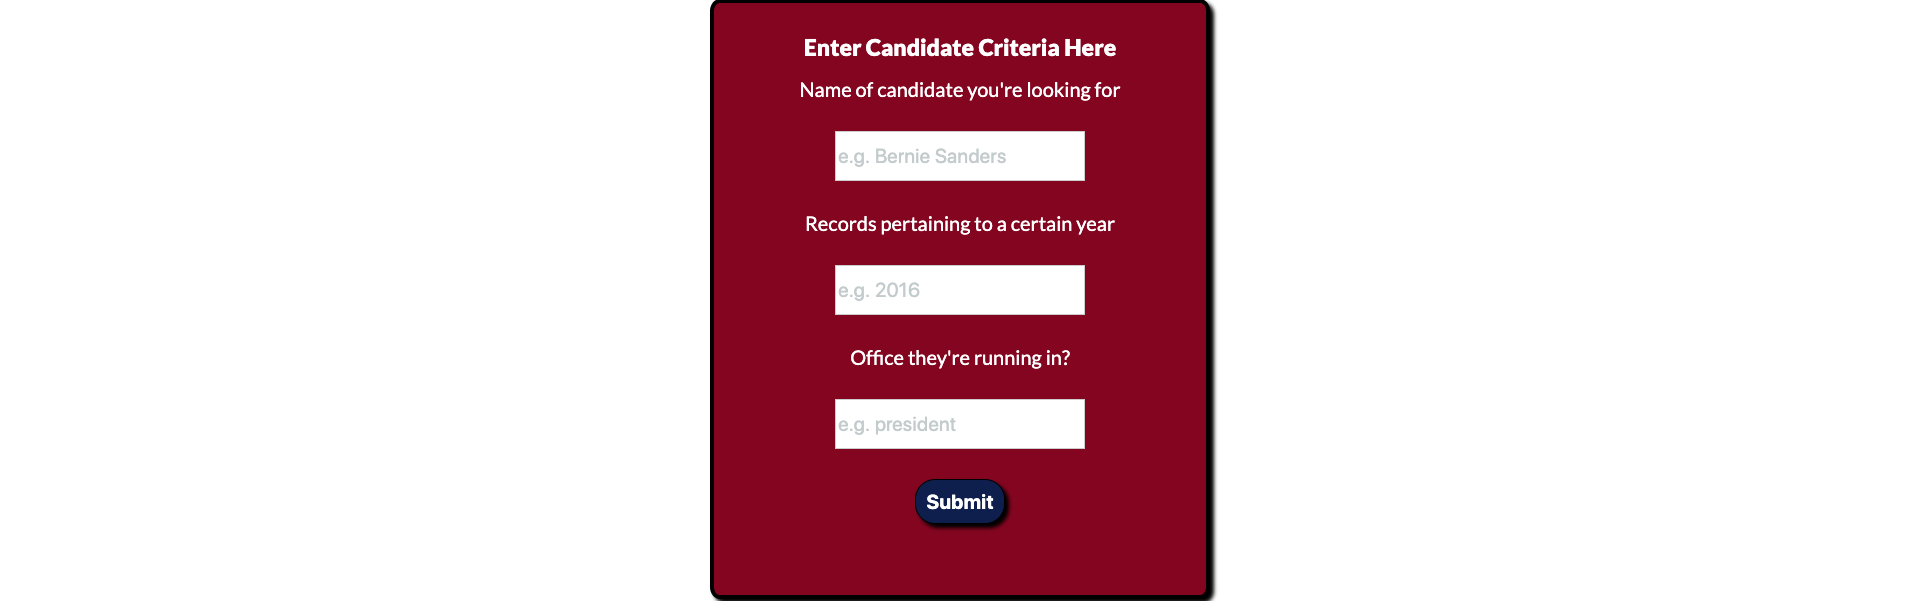 Enter Candidate Criteria Here
Name of candidate you're looking for
e.g. Bernie Sanders
Records pertaining to a certain year
e.g. 2016
Office they're running in?
e.g. president
Submit